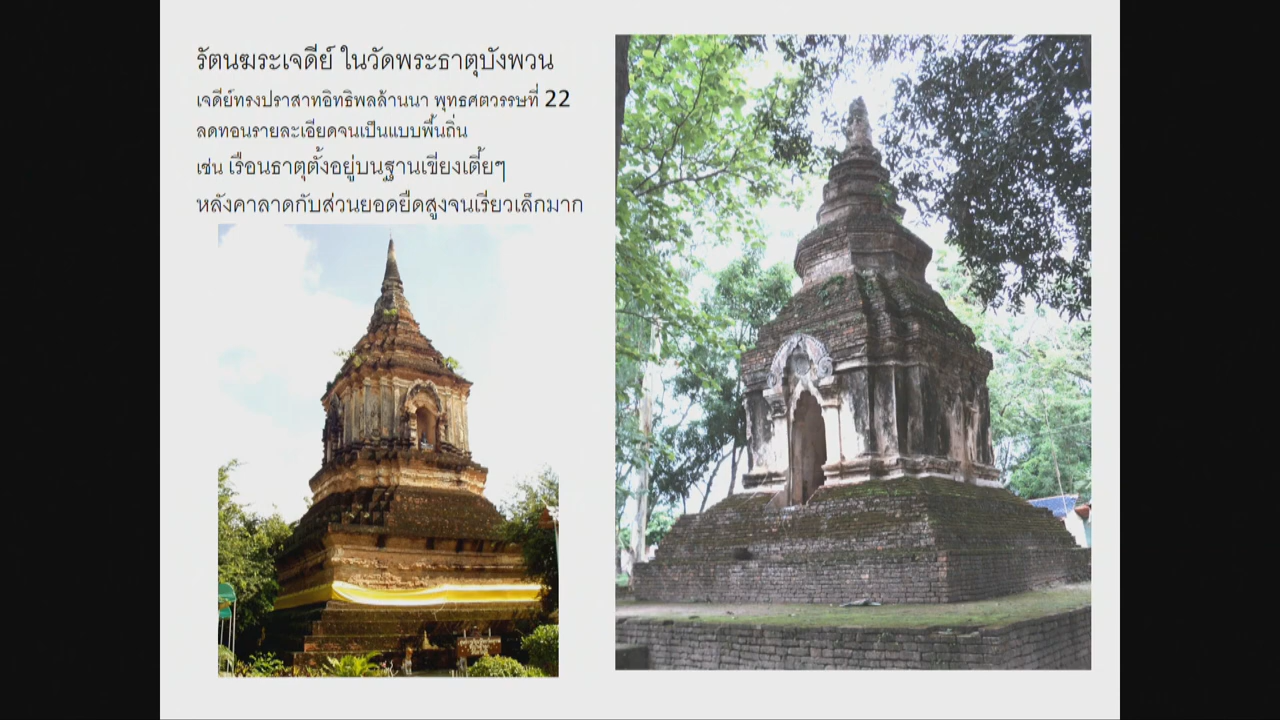 รัตนฆระเจดีย์ ในวัดพระธาตุบังพวน
เจดีย์ทรงปราสาทอิทธิพลล้านนา พุทธศตวรรษที่ 22
ลดทอนรายละเอียดจนเป็นแบบพื้นถิ่น
เช่น เรือนธาตุตั้งอยู่บนฐานเขียงเตี้ยๆ
หลังคาลาดกับส่วนยอดยืดสูงจนเรียวเล็กมาก